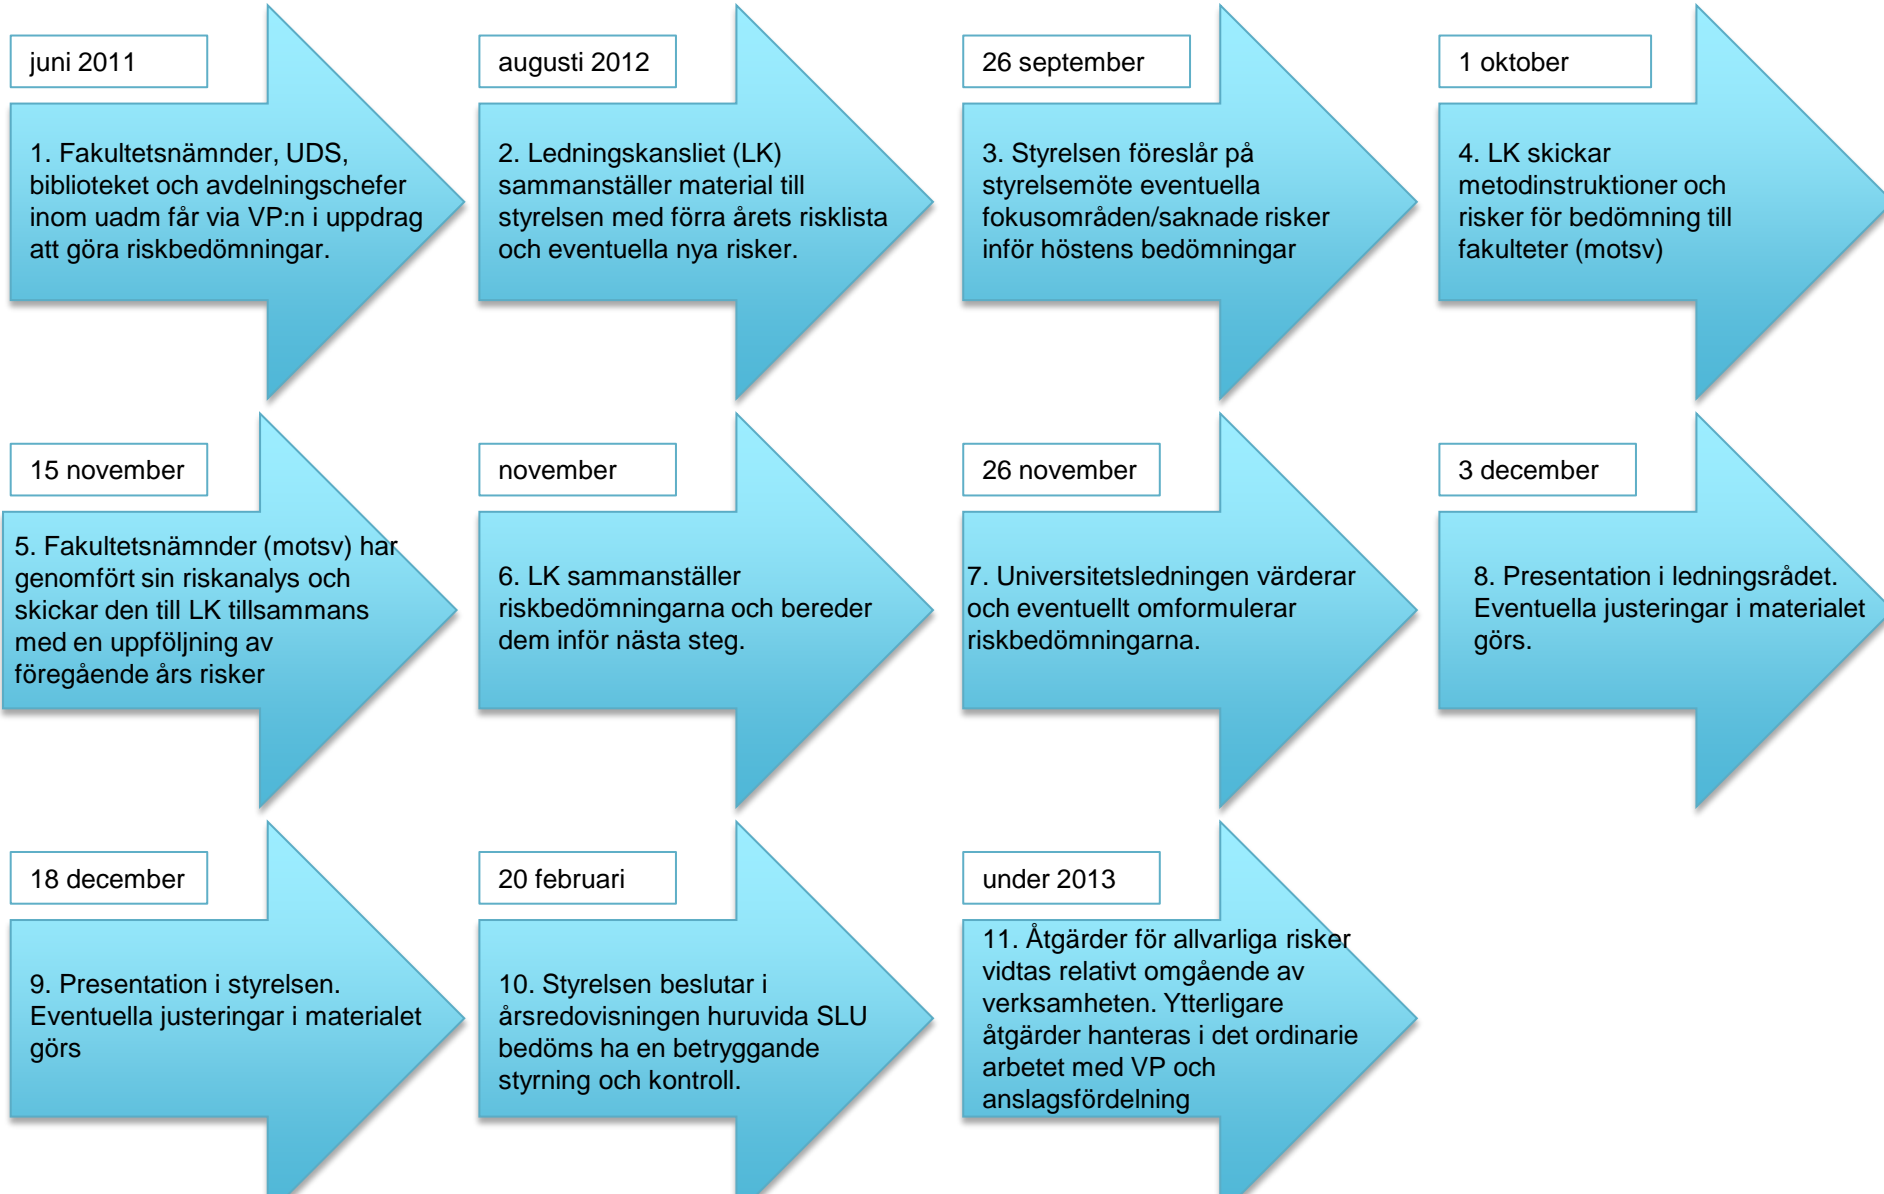 juni 2011
1. Fakultetsnämnder, UDS,
biblioteket och avdelningschefer
inom uadm får via VP:n i uppdrag
att göra riskbedömningar.
augusti 2012
2. Ledningskansliet (LK)
sammanställer material till
styrelsen med förra årets risklista
och eventuella nya risker.
26 september
3. Styrelsen föreslår på
styrelsemöte eventuella
fokusområden/saknade risker
inför höstens bedömningar
1 oktober
4. LK skickar
metodinstruktioner och
risker för bedömning till
fakulteter (motsv)
15 november
5. Fakultetsnämnder (motsv) har
genomfört sin riskanalys och
skickar den till LK tillsammans
med en uppföljning av
föregående års risker
november
6. LK sammanställer
riskbedömningarna och bereder
dem inför nästa steg.
26 november
7. Universitetsledningen värderar
och eventuellt omformulerar
riskbedömningarna.
3 december
8. Presentation i ledningsrådet.
Eventuella justeringar i materialet
görs.
18 december
9. Presentation i styrelsen.
Eventuella justeringar i materialet
görs
20 februari
10. Styrelsen beslutar i
årsredovisningen huruvida SLU
bedöms ha en betryggande
styrning och kontroll.
under 2013
11. Åtgärder för allvarliga risker
vidtas relativt omgående av
verksamheten. Ytterligare
åtgärder hanteras i det ordinarie
arbetet med VP och
anslagsfördelning